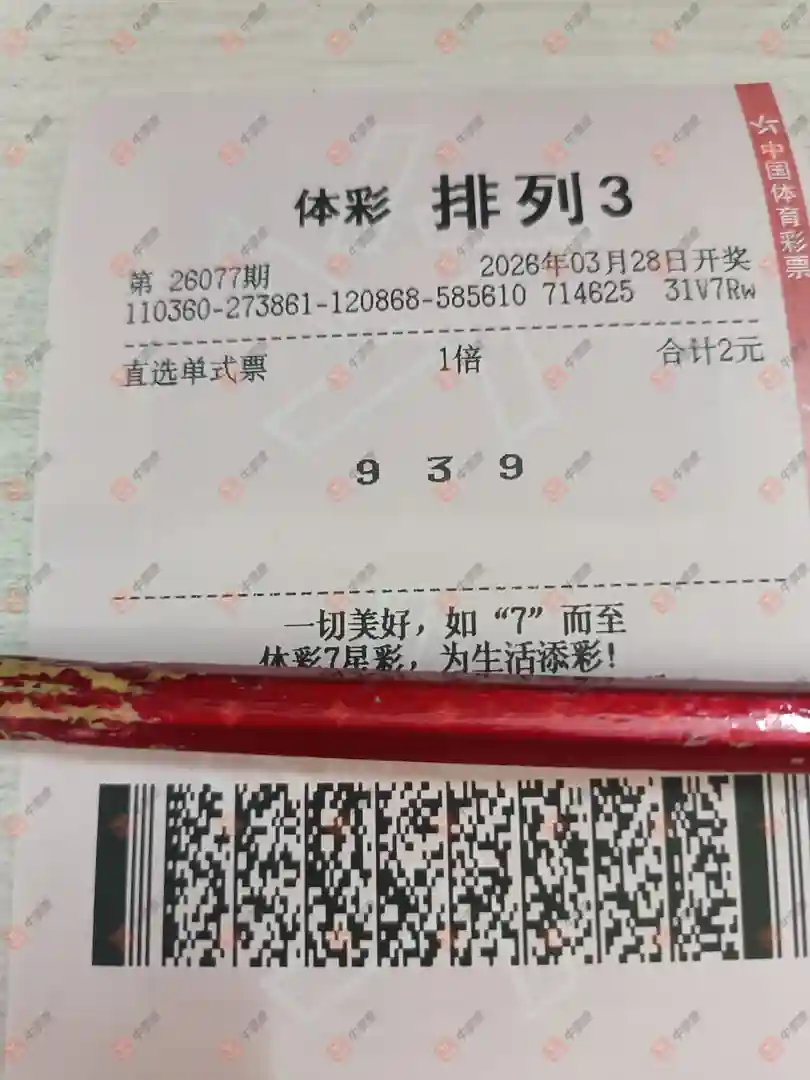 体彩 排列3
第 26077期 2026年03月28日开奖
110360-273861-120868-585610 714625 31V7Rw
直选单式票 1倍 合计2元
9 3 9
一切美好，如“7”而至
体彩7星彩，为生活添彩！
中国体育彩票